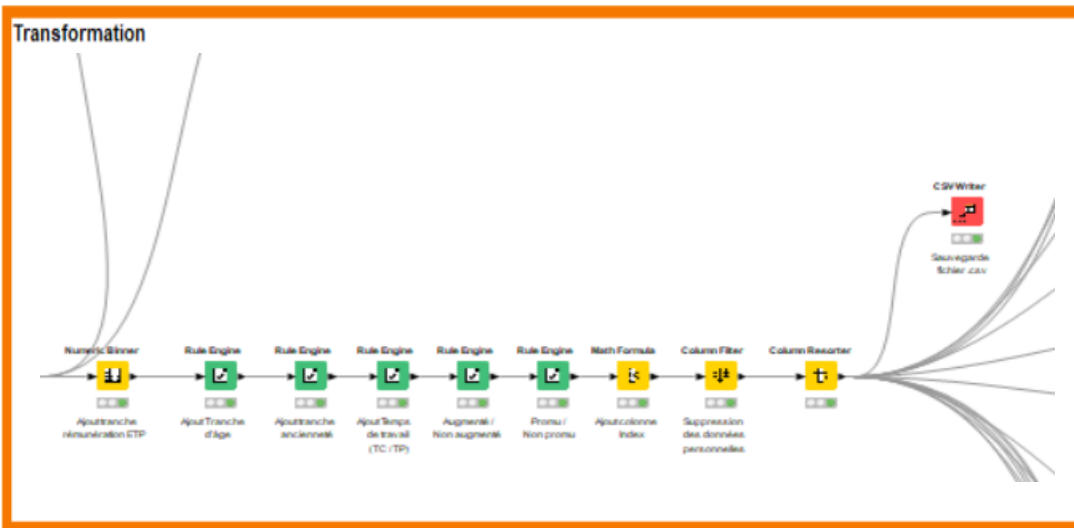 Transformation
CSV Writer
Sauvegarde
fichier .csv
Numeric Binner
Rule Engine
Rule Engine
Rule Engine
Rule Engine
Rule Engine
Math Formula
Column Filter
Column Resorter
Ajout tranche
rémunération ETP
Ajout Tranche
d'âge
Ajout tranche
ancienneté
Ajout Temps
de travail
(TC / TP)
Augmenté /
Non augmenté
Promu /
Non promu
Ajout colonne
Index
Suppression
des données
personnelles